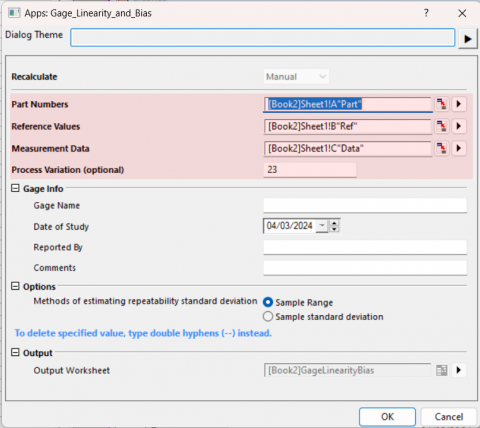 Apps: Gage_Linearity_and_Bias
Dialog Theme
Recalculate Manual
Part Numbers [Book2]Sheet1!A"Part"
Reference Values [Book2]Sheet1!B"Ref"
Measurement Data [Book2]Sheet1!C"Data"
Process Variation (optional) 23
Gage Info
Gage Name
Date of Study 04/03/2024
Reported By
Comments
Options
Methods of estimating repeatability standard deviation Sample Range
Sample standard deviation
To delete specified value, type double hyphens (--) instead.
Output
Output Worksheet [Book2]GageLinearityBias
OK Cancel